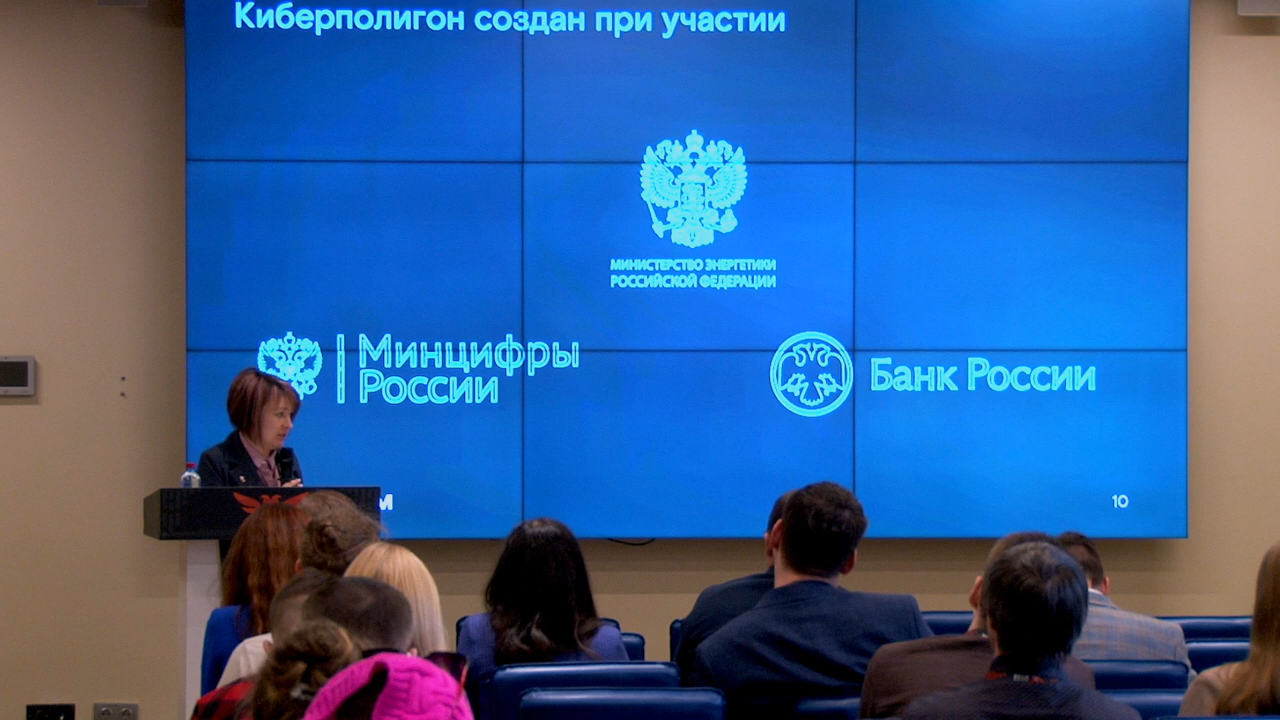 Киберполигон создан при участии
МИНИСТЕРСТВО ЭНЕРГЕТИКИ
РОССИЙСКОЙ ФЕДЕРАЦИИ
Минцифры
России
Банк России
10